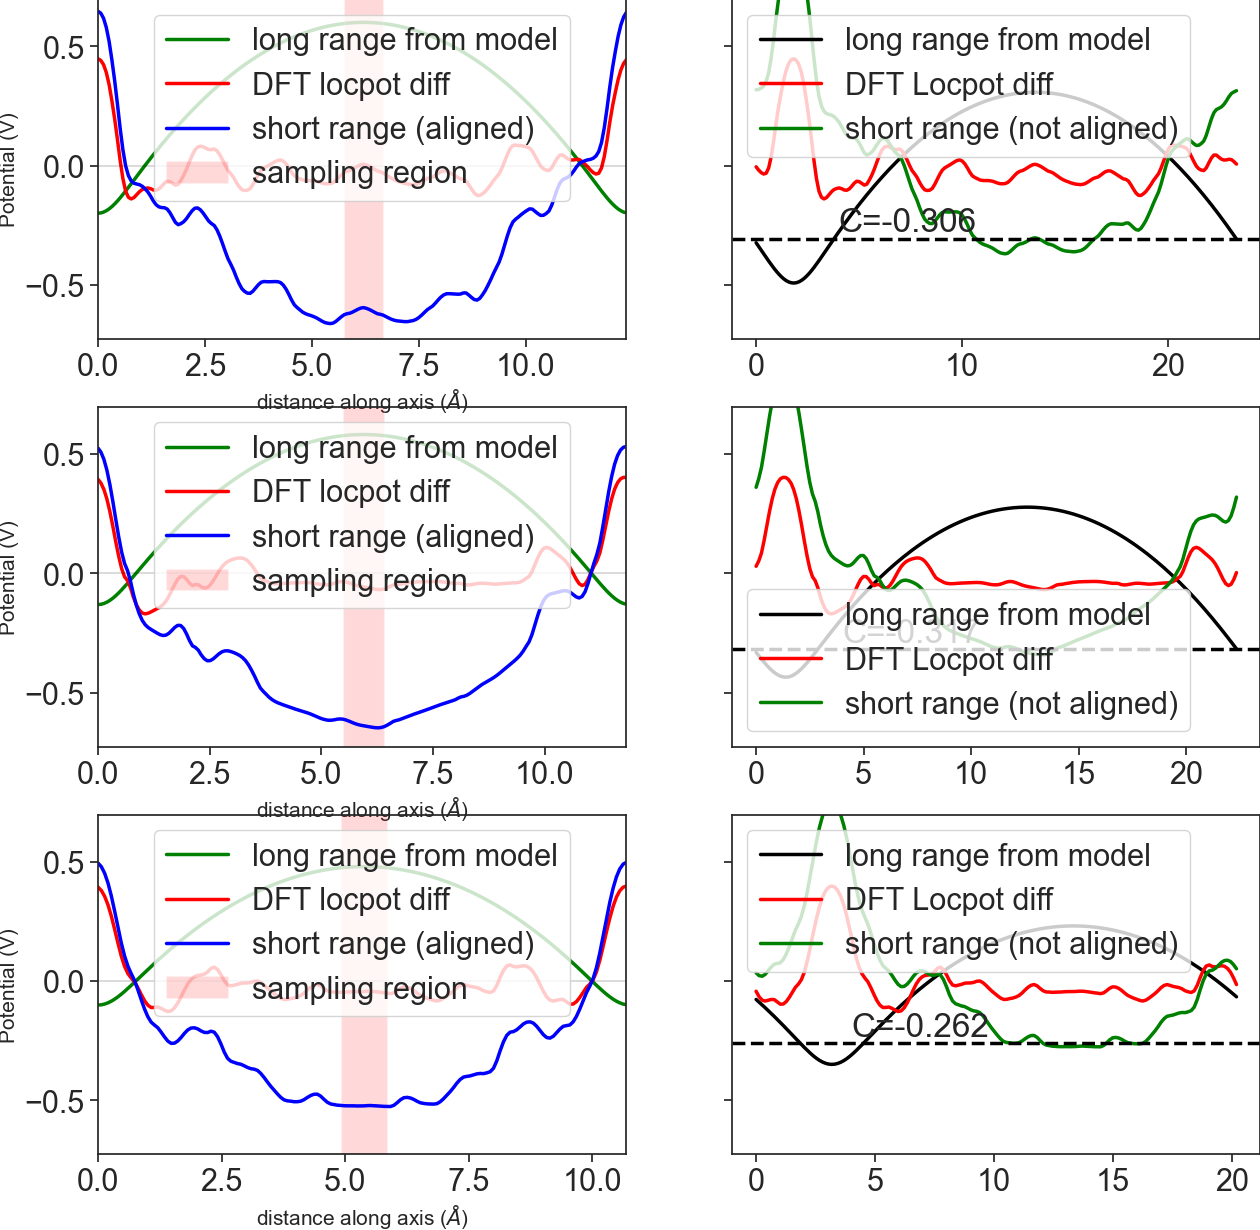 0.5
0.0
−0.5
Potential (V)
long range from model
DFT locpot diff
short range (aligned)
sampling region
0.0 2.5 5.0 7.5 10.0
distance along axis (Å)
long range from model
DFT Locpot diff
short range (not aligned)
C=-0.306
0 10 20
0.5
0.0
−0.5
Potential (V)
long range from model
DFT locpot diff
short range (aligned)
sampling region
0.0 2.5 5.0 7.5 10.0
distance along axis (Å)
C=-0.317
long range from model
DFT Locpot diff
short range (not aligned)
0 5 10 15 20
0.5
0.0
−0.5
Potential (V)
long range from model
DFT locpot diff
short range (aligned)
sampling region
0.0 2.5 5.0 7.5 10.0
distance along axis (Å)
long range from model
DFT Locpot diff
short range (not aligned)
C=-0.262
0 5 10 15 20